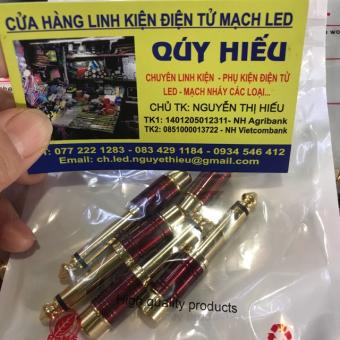 CỬA HÀNG LINH KIỆN ĐIỆN TỬ MẠCH LED
QÚY HIẾU
CHUYÊN LINH KIỆN - PHỤ KIỆN ĐIỆN TỬ
LED - MẠCH NHÁY CÁC LOẠI...
CHỦ TK: NGUYỄN THỊ HIẾU
TK1: 1401205012311- NH Agribank
TK2: 0851000013722 - NH Vietcombank
: 077 222 1283 - 083 429 1184 - 0934 546 412
Email: ch.led.nguyethieu@gmail.com
High quality products